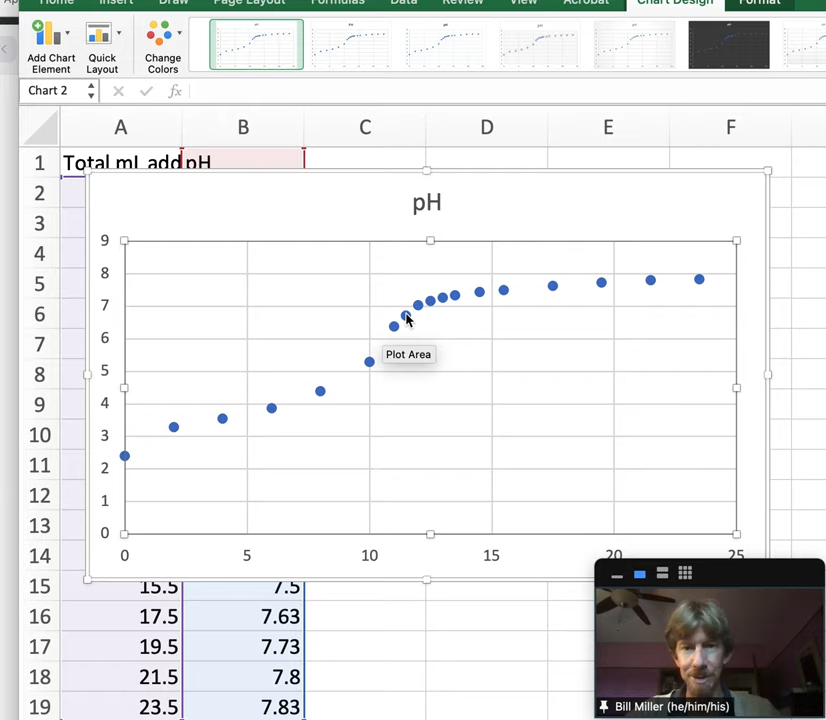 Home Insert Draw Page Layout Formulas Data Review View Acrobat Chart Design Format
Add Chart Element
Quick Layout
Change Colors
Chart 2
fx
A B C D E F
1 Total mL add pH
2
3
4
5
6
7
8
9
10
11
12
13
14
15 15.5 7.5
16 17.5 7.63
17 19.5 7.73
18 21.5 7.8
19 23.5 7.83
pH
9
8
7
6
5
4
3
2
1
0
0 5 10 15 20 25
Plot Area
Bill Miller (he/him/his)